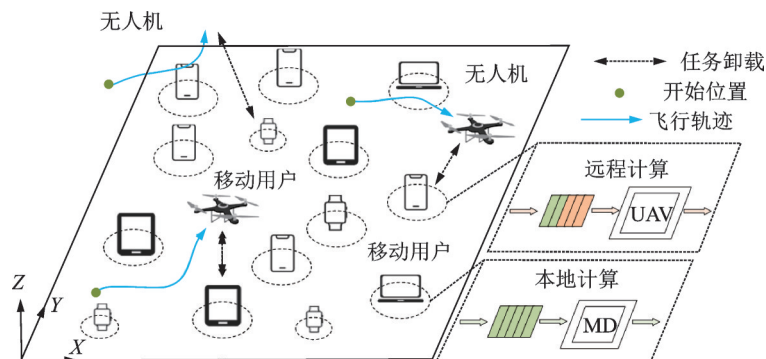 无人机
任务卸载
无人机
开始位置
飞行轨迹
移动用户
远程计算
UAV
移动用户
本地计算
MD
Z
Y
X